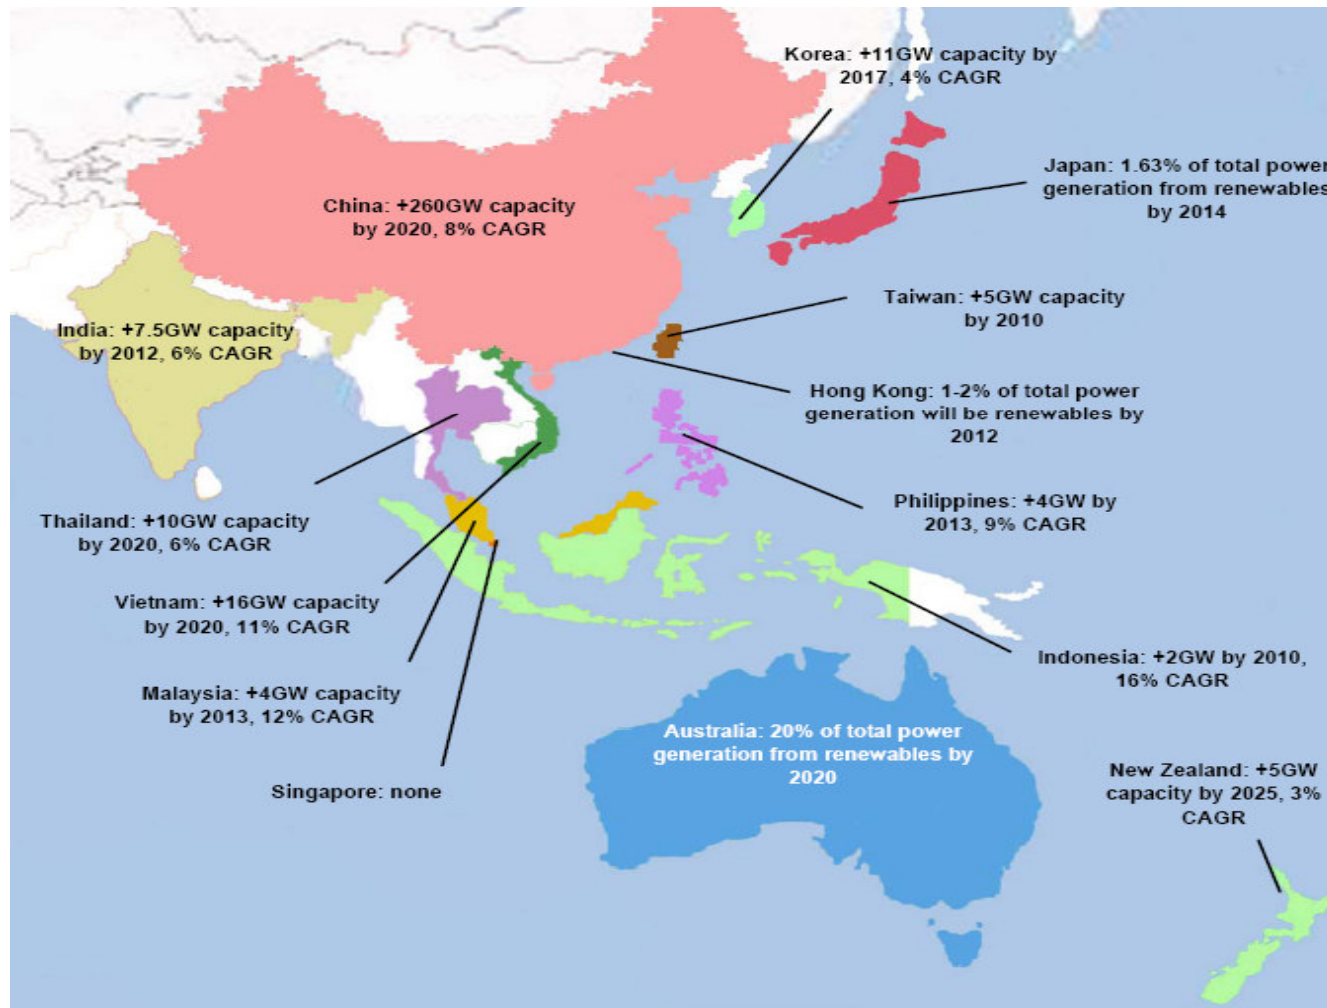 Korea: +11GW capacity by
2017, 4% CAGR
Japan: 1.63% of total power
generation from renewables
by 2014
China: +260GW capacity
by 2020, 8% CAGR
Taiwan: +5GW capacity
by 2010
India: +7.5GW capacity
by 2012, 6% CAGR
Hong Kong: 1-2% of total power
generation will be renewables by
2012
Philippines: +4GW by
2013, 9% CAGR
Thailand: +10GW capacity
by 2020, 6% CAGR
Vietnam: +16GW capacity
by 2020, 11% CAGR
Indonesia: +2GW by 2010,
16% CAGR
Malaysia: +4GW capacity
by 2013, 12% CAGR
Australia: 20% of total power
generation from renewables by
2020
Singapore: none
New Zealand: +5GW
capacity by 2025, 3%
CAGR